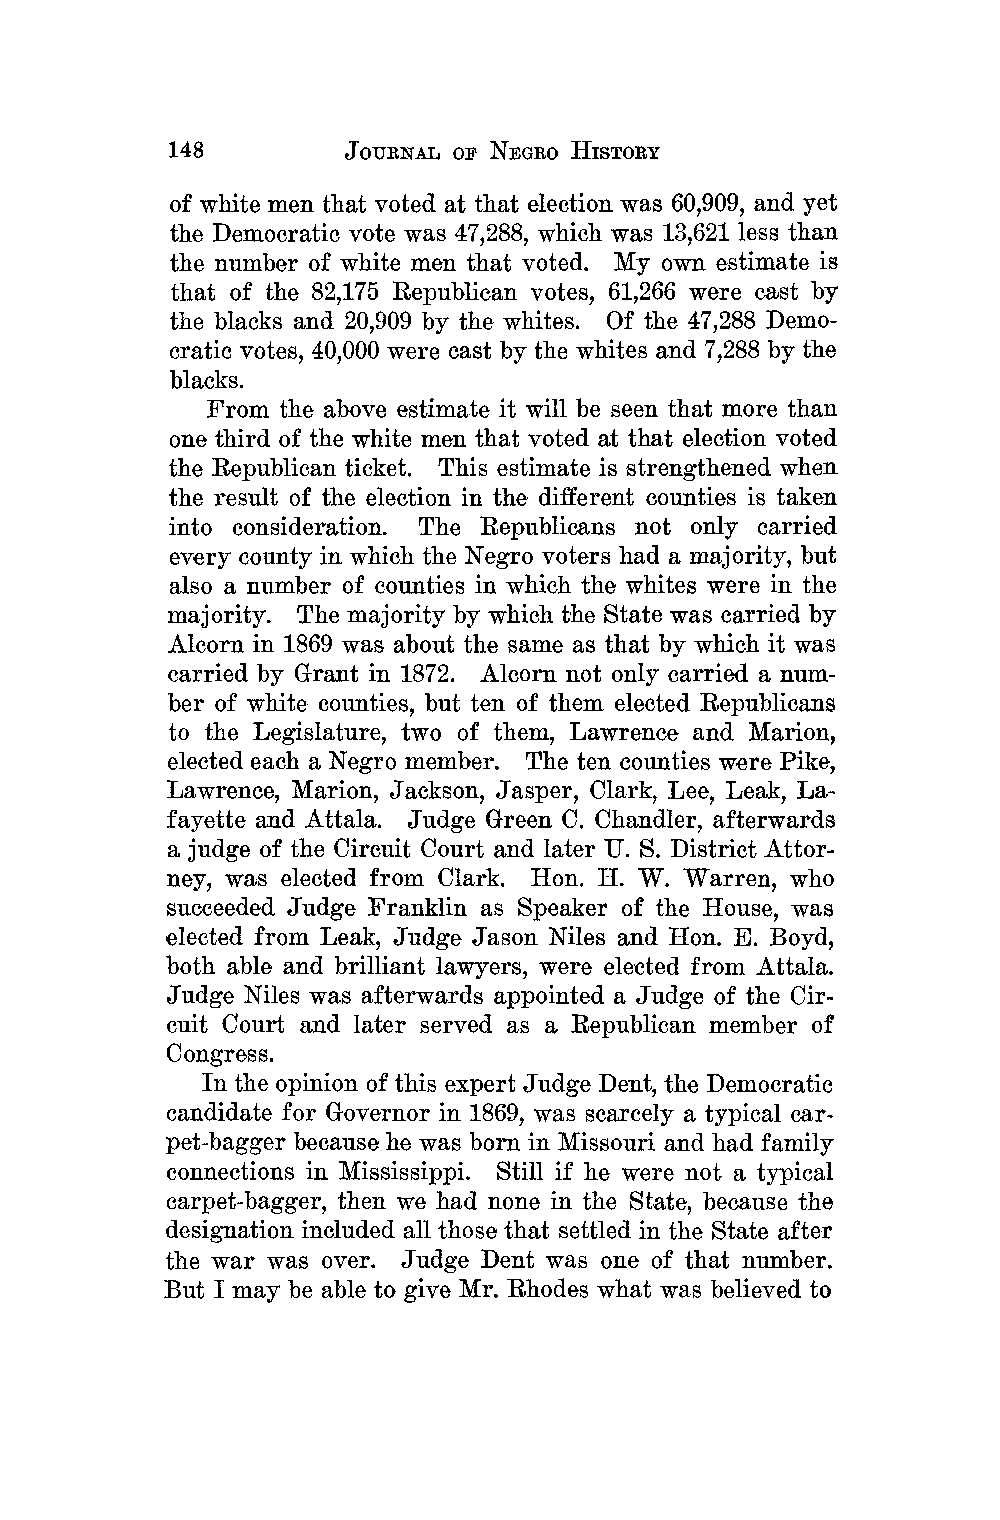 148 JOURNAL OF NEGRO HISTORY
of white men that voted at that election was 60,909, and yet
the Democratic vote was 47,288, which was 13,621 less than
the number of white men that voted. My own estimate is
that of the 82,175 Republican votes, 61,266 were cast by
the blacks and 20,909 by the whites. Of the 47,288 Demo-
cratic votes, 40,000 were cast by the whites and 7,288 by the
blacks.
From the above estimate it will be seen that more than
one third of the white men that voted at that election voted
the Republican ticket. This estimate is strengthened when
the result of the election in the different counties is taken
into consideration. The Republicans not only carried
every county in which the Negro voters had a majority, but
also a number of counties in which the whites were in the
majority. The majority by which the State was carried by
Alcorn in 1869 was about the same as that by which it was
carried by Grant in 1872. Alcorn not only carried a num-
ber of white counties, but ten of them elected Republicans
to the Legislature, two of them, Lawrence and Marion,
elected each a Negro member. The ten counties were Pike,
Lawrence, Marion, Jackson, Jasper, Clark, Lee, Leak, La-
fayette and Attala. Judge Green C. Chandler, afterwards
a judge of the Circuit Court and later U. S. District Attor-
ney, was elected from Clark. Hon. H. W. Warren, who
succeeded Judge Franklin as Speaker of the House, was
elected from Leak, Judge Jason Niles and Hon. E. Boyd,
both able and brilliant lawyers, were elected from Attala.
Judge Niles was afterwards appointed a Judge of the Cir-
cuit Court and later served as a Republican member of
Congress.
In the opinion of this expert Judge Dent, the Democratic
candidate for Governor in 1869, was scarcely a typical car-
pet-bagger because he was born in Missouri and had family
connections in Mississippi. Still if he were not a typical
carpet-bagger, then we had none in the State, because the
designation included all those that settled in the State after
the war was over. Judge Dent was one of that number.
But I may be able to give Mr. Rhodes what was believed to